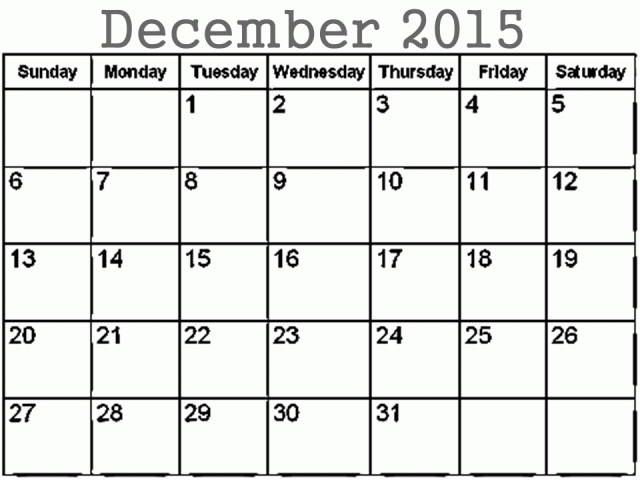 December 2015
Sunday Monday Tuesday Wednesday Thursday Friday Saturday
1 2 3 4 5
6 7 8 9 10 11 12
13 14 15 16 17 18 19
20 21 22 23 24 25 26
27 28 29 30 31